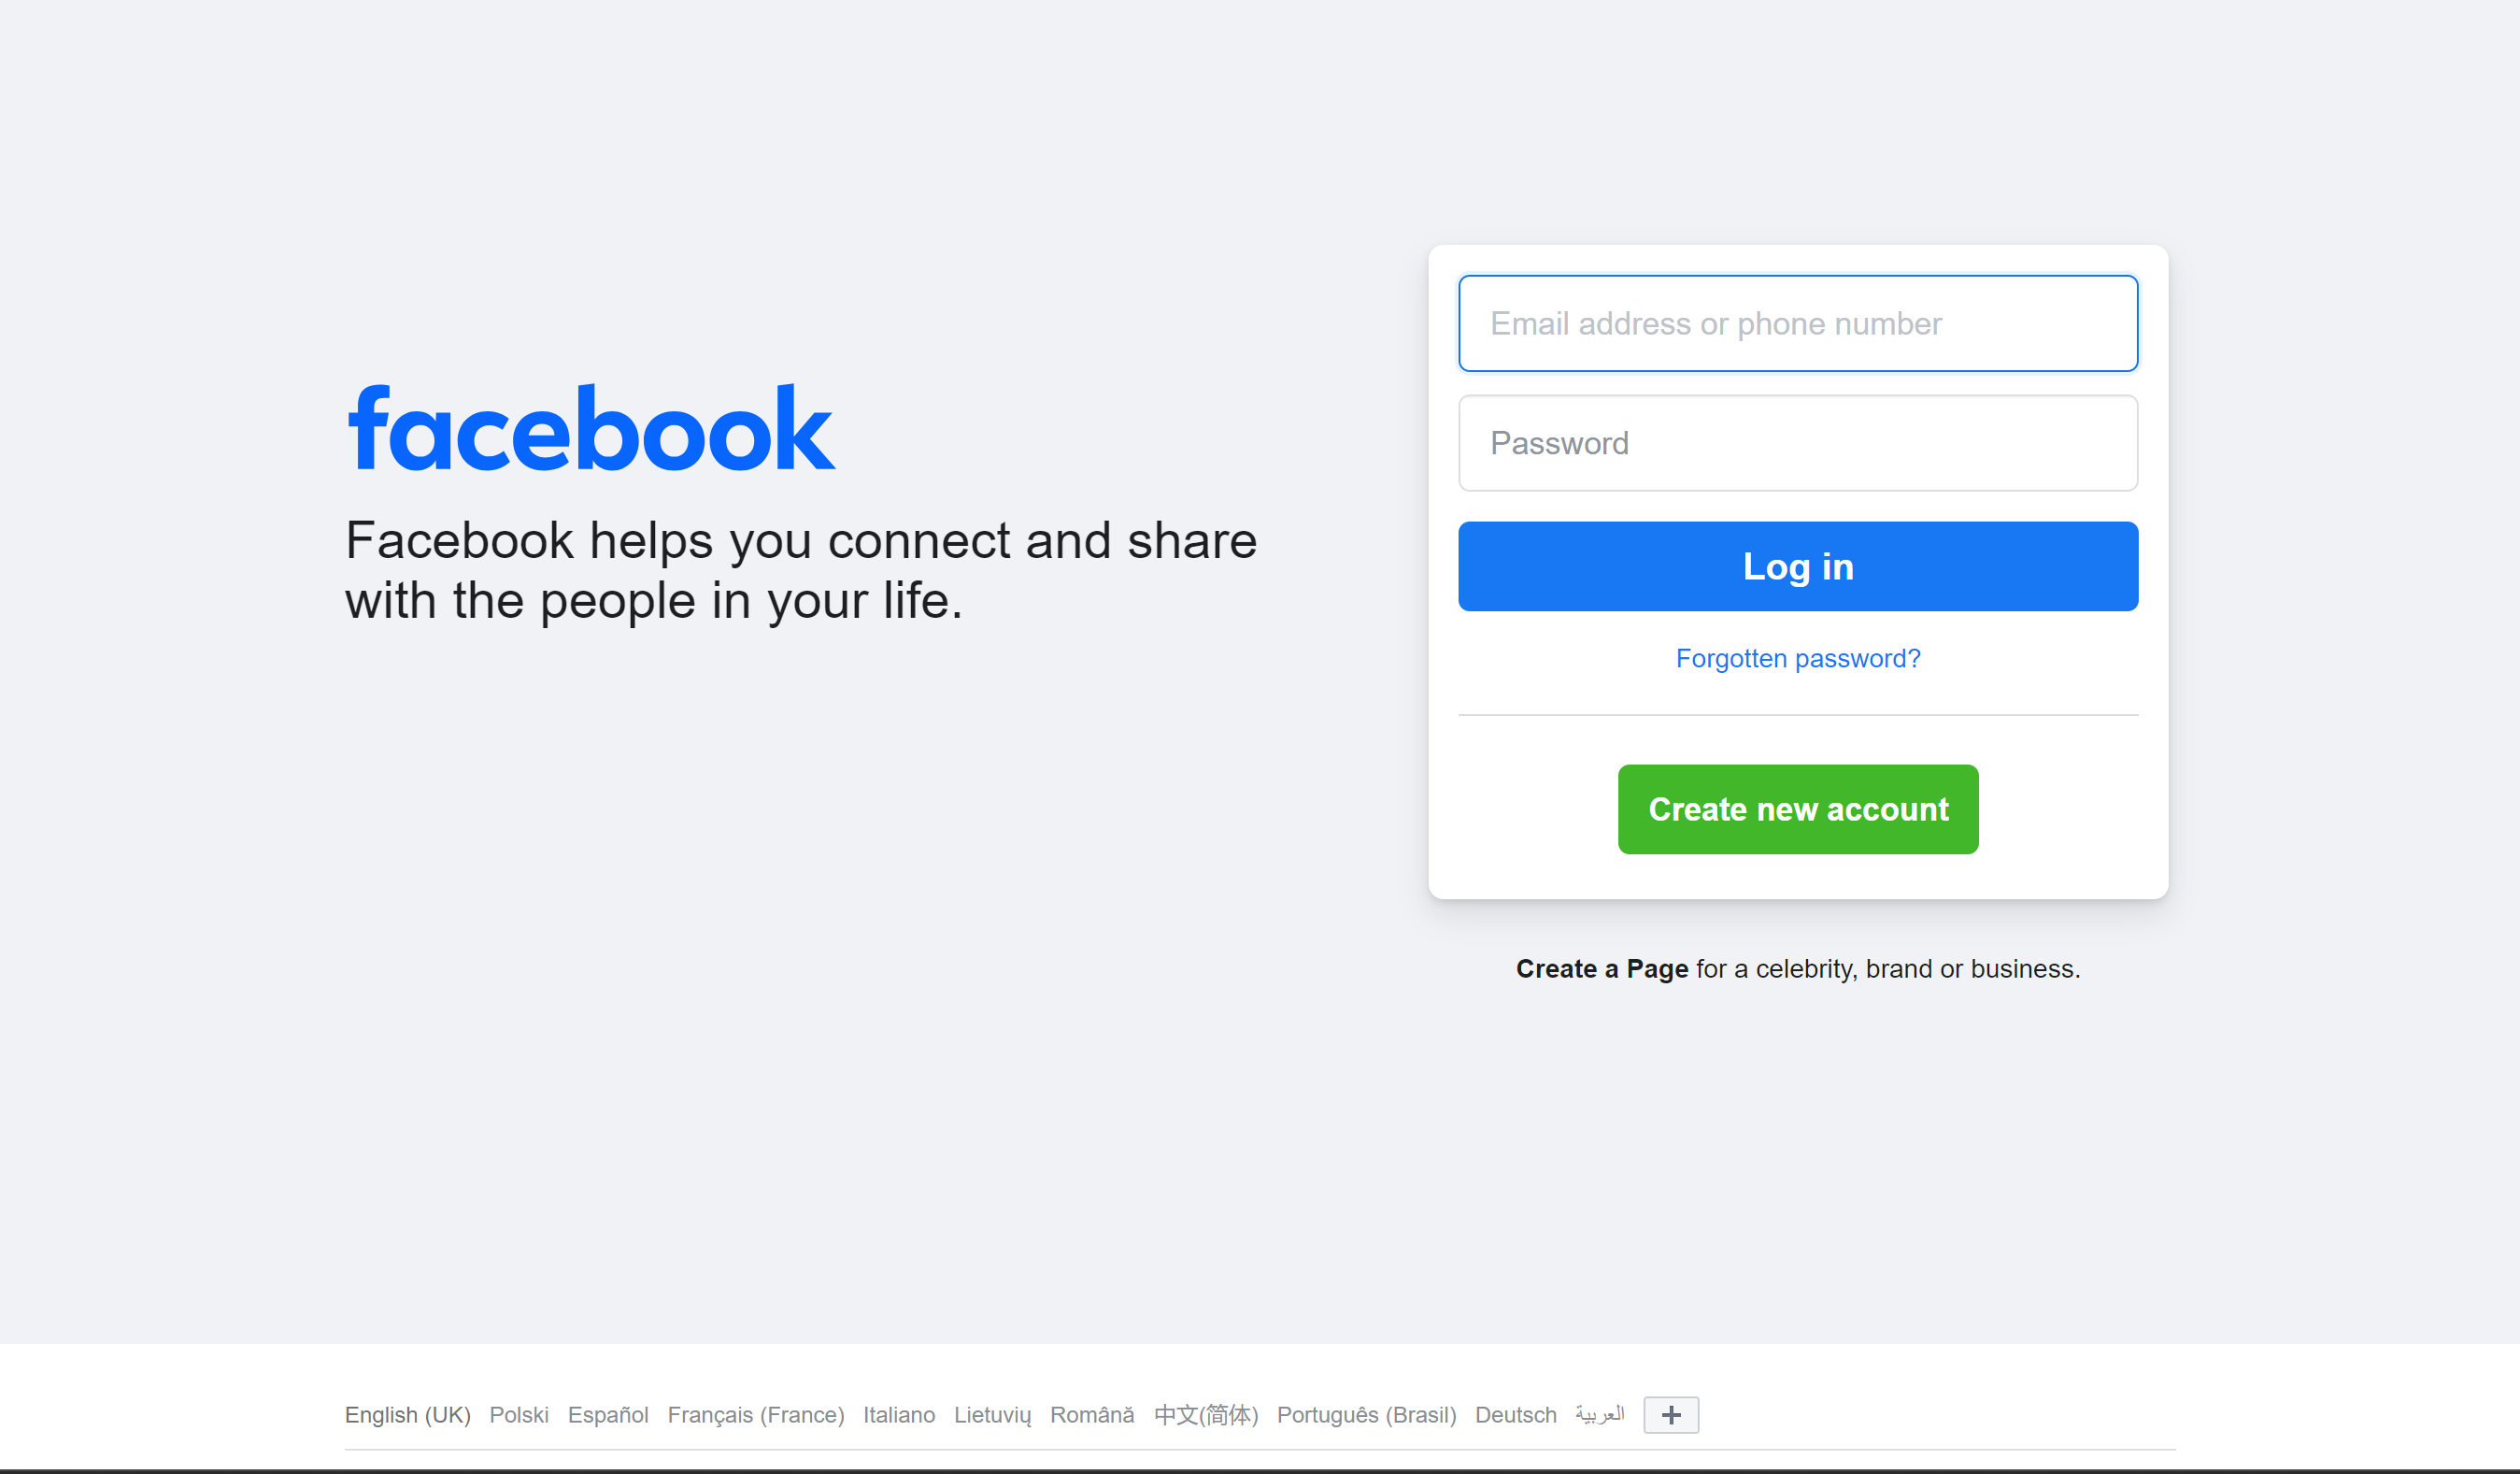 facebook
Facebook helps you connect and share
with the people in your life.
Email address or phone number
Password
Log in
Forgotten password?
Create new account
Create a Page for a celebrity, brand or business.
English (UK) Polski Español Français (France) Italiano Lietuvių Română 中文(简体) Português (Brasil) Deutsch العربية +